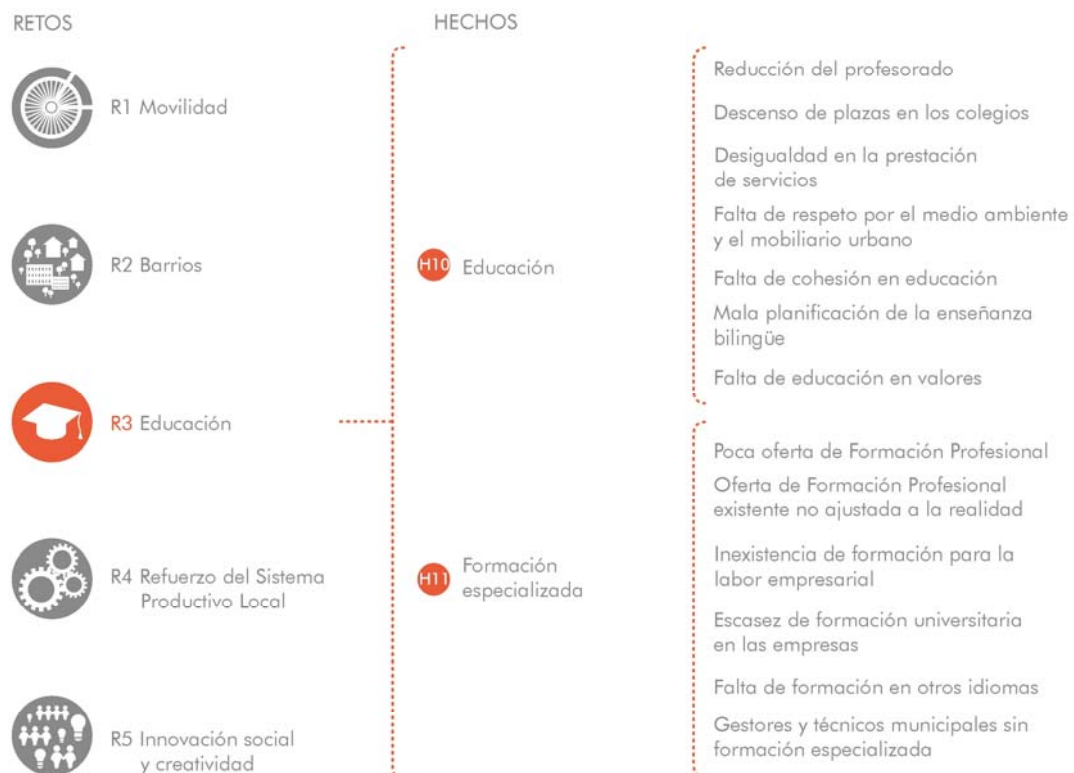 RETOS
HECHOS
R1 Movilidad
R2 Barrios
R3 Educación
R4 Refuerzo del Sistema
Productivo Local
R5 Innovación social
y creatividad
H10 Educación
H11 Formación
especializada
Reducción del profesorado
Descenso de plazas en los colegios
Desigualdad en la prestación
de servicios
Falta de respeto por el medio ambiente
y el mobiliario urbano
Falta de cohesión en educación
Mala planificación de la enseñanza
bilingüe
Falta de educación en valores
Poca oferta de Formación Profesional
Oferta de Formación Profesional
existente no ajustada a la realidad
Inexistencia de formación para la
labor empresarial
Escasez de formación universitaria
en las empresas
Falta de formación en otros idiomas
Gestores y técnicos municipales sin
formación especializada